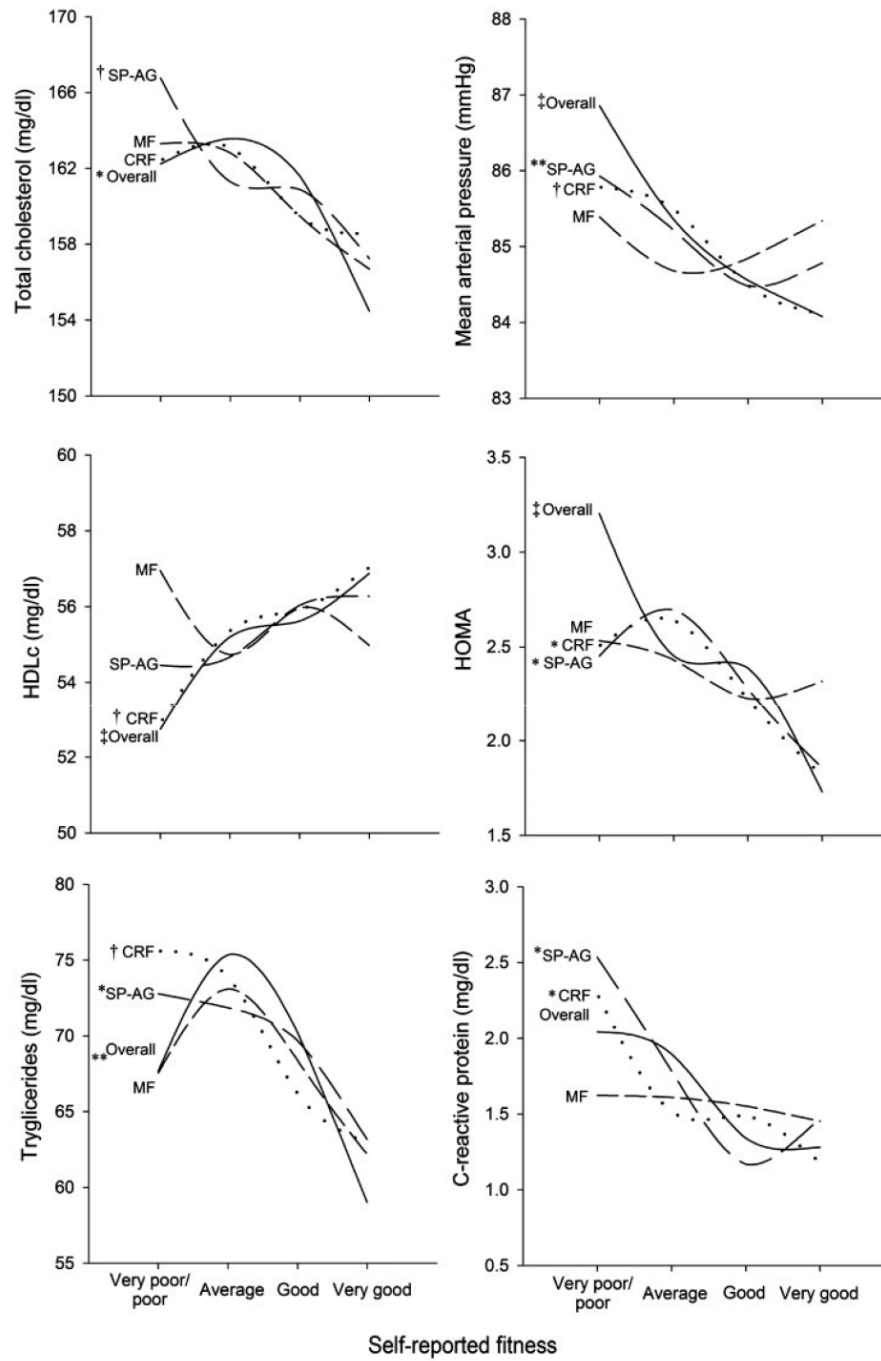 Total cholesterol (mg/dl)
170
166
162
158
154
150
† SP-AG
MF
CRF
* Overall
Mean arterial pressure (mmHg)
88
87
86
85
84
83
‡Overall
**SP-AG
† CRF
MF
HDLc (mg/dl)
60
58
56
54
52
50
MF
SP-AG
† CRF
‡Overall
HOMA
3.5
3.0
2.5
2.0
1.5
‡Overall
MF
* CRF
* SP-AG
Tryglicerides (mg/dl)
80
75
70
65
60
55
† CRF
*SP-AG
**Overall
MF
Very poor/
poor
Average
Good
Very good
C-reactive protein (mg/dl)
3.0
2.5
2.0
1.5
1.0
0.5
*SP-AG
*CRF
Overall
MF
Very poor/
poor
Average
Good
Very good
Self-reported fitness